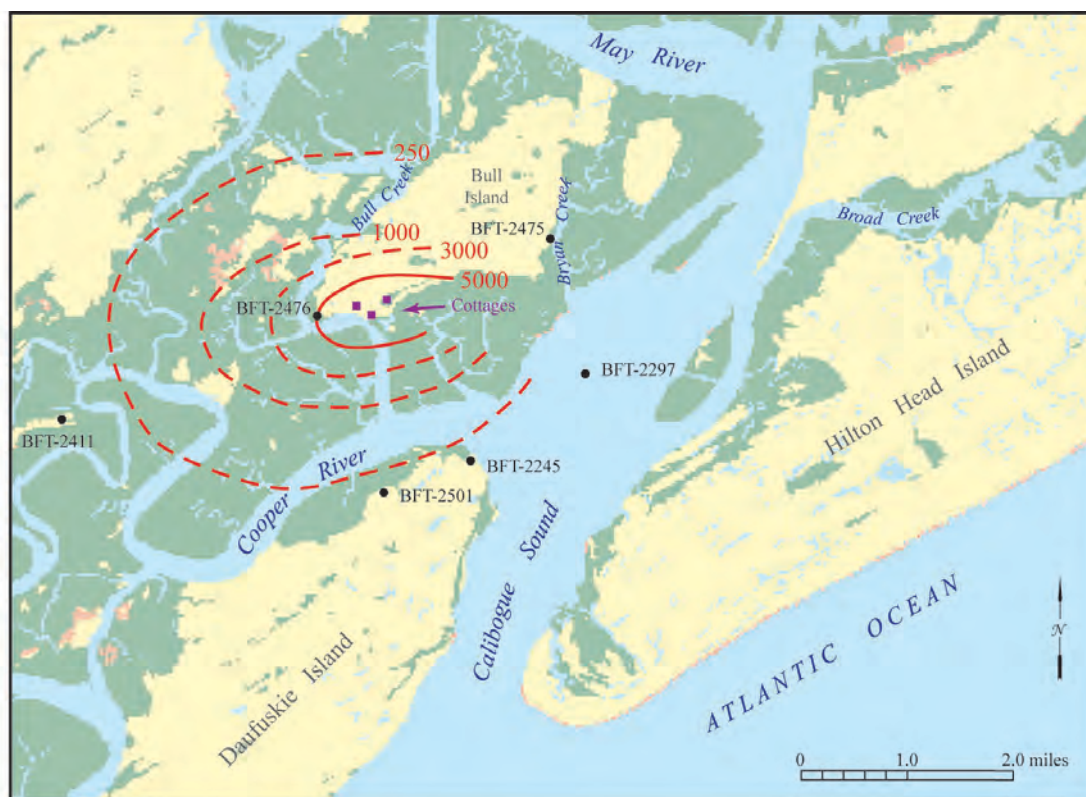 May River
250
Bull Creek
Bull
Island
1000
3000
BFT-2475
Bryan Creek
Broad Creek
5000
BFT-2476
Cottages
BFT-2297
Hilton Head Island
BFT-2411
Cooper River
BFT-2245
BFT-2501
Calibogue Sound
Daufuskie Island
ATLANTIC OCEAN
N
0 1.0 2.0 miles